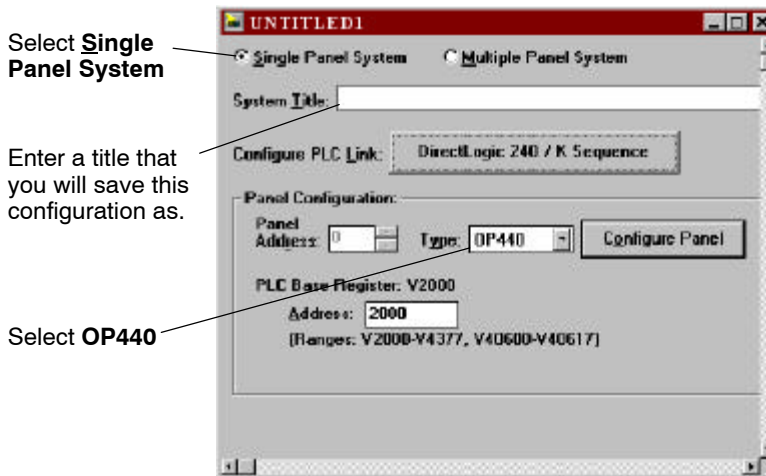 UNTITLED1
Select Single
Panel System
Single Panel System
Multiple Panel System
System Title:
Enter a title that
you will save this
configuration as.
Configure PLC Link:
DirectLogic 240 / K Sequence
Panel Configuration:
Panel
Address:
0
Type:
OP440
Configure Panel
PLC Base Register: V2000
Address:
2000
(Ranges: V2000-V4377, V40600-V40617)
Select OP440